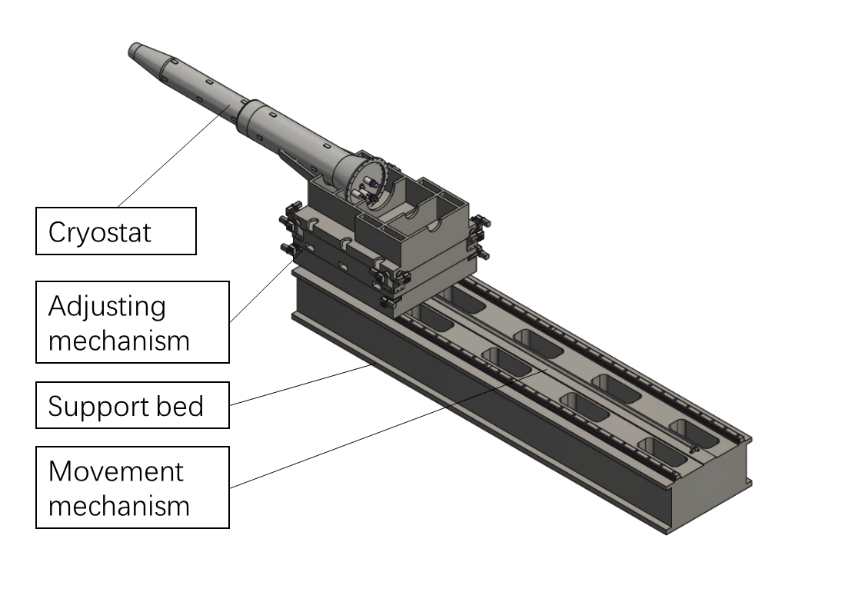 Cryostat
Adjusting
mechanism
Support bed
Movement
mechanism